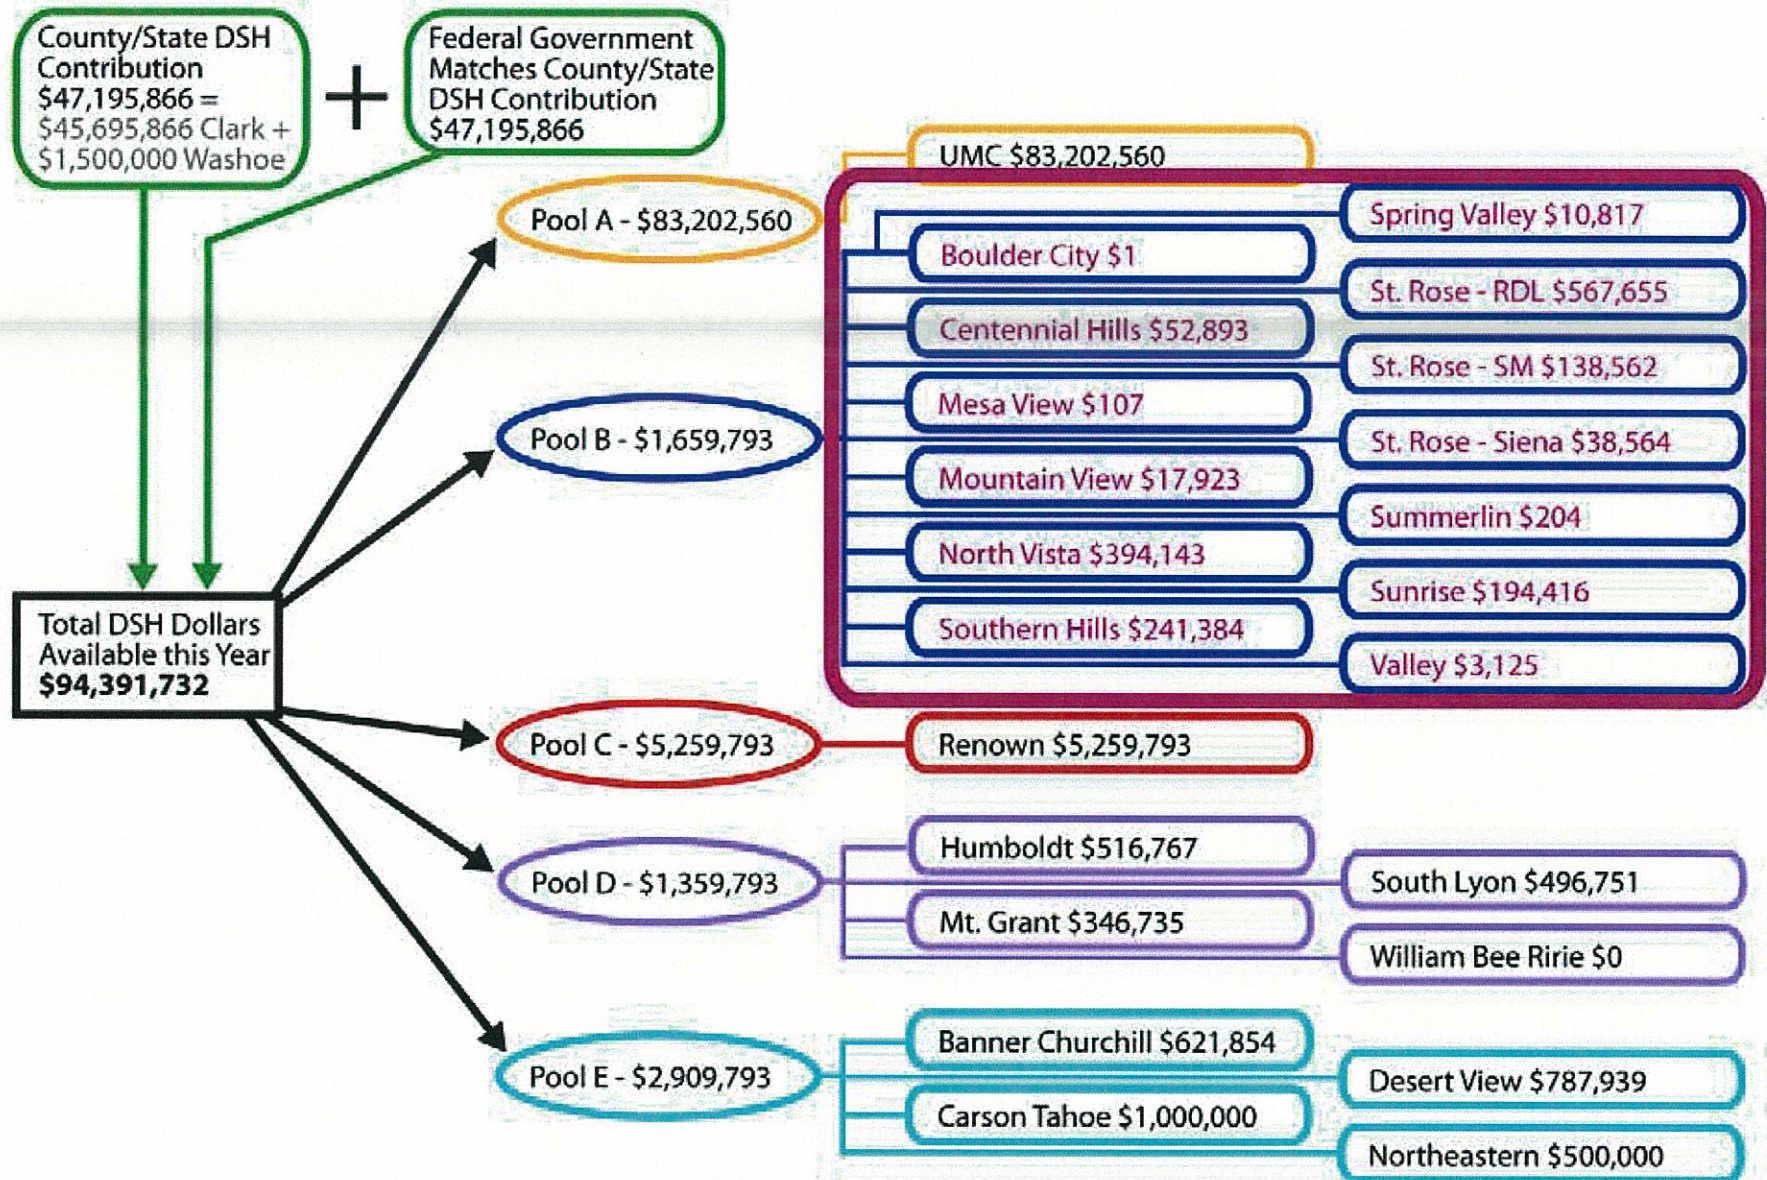 County/State DSH
Contribution
$47,195,866 =
$45,695,866 Clark +
$1,500,000 Washoe
+
Federal Government
Matches County/State
DSH Contribution
$47,195,866
Total DSH Dollars
Available this Year
$94,391,732
Pool A - $83,202,560
UMC $83,202,560
Pool B - $1,659,793
Spring Valley $10,817
Boulder City $1
St. Rose - RDL $567,655
Centennial Hills $52,893
St. Rose - SM $138,562
Mesa View $107
St. Rose - Siena $38,564
Mountain View $17,923
Summerlin $204
North Vista $394,143
Sunrise $194,416
Southern Hills $241,384
Valley $3,125
Pool C - $5,259,793
Renown $5,259,793
Pool D - $1,359,793
Humboldt $516,767
South Lyon $496,751
Mt. Grant $346,735
William Bee Ririe $0
Pool E - $2,909,793
Banner Churchill $621,854
Desert View $787,939
Carson Tahoe $1,000,000
Northeastern $500,000